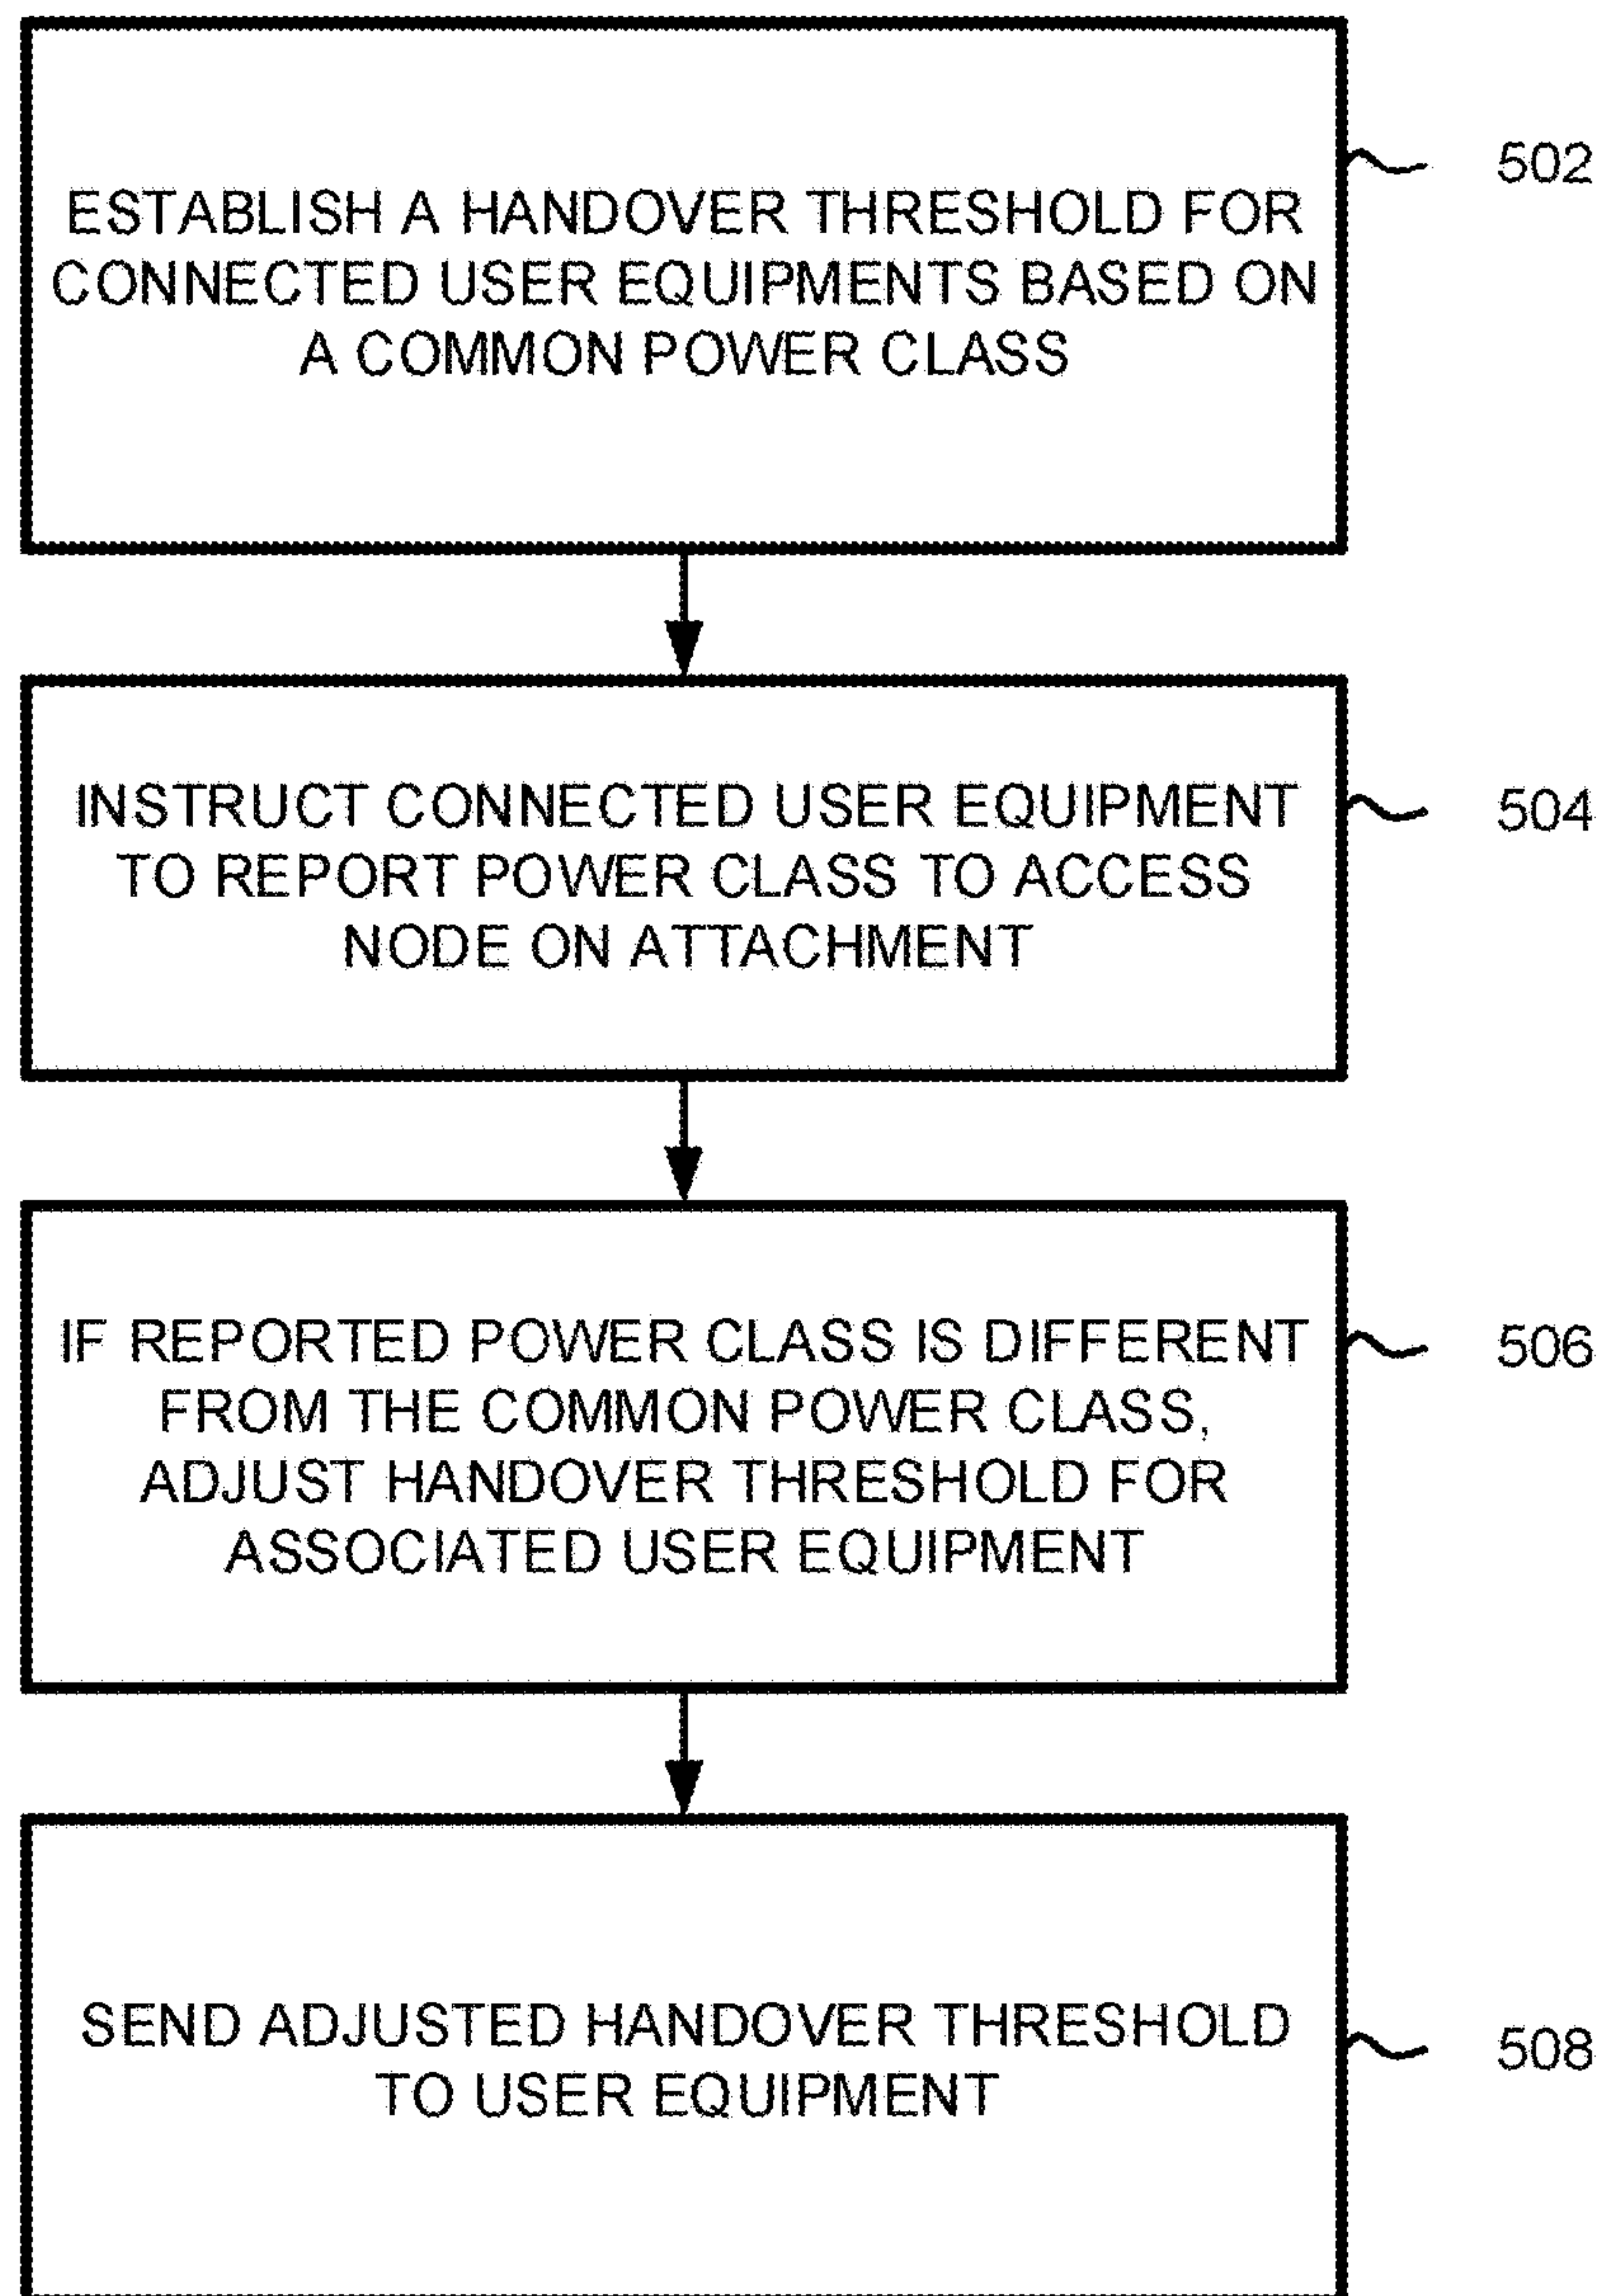 ESTABLISH A HANDOVER THRESHOLD FOR
CONNECTED USER EQUIPMENTS BASED ON
A COMMON POWER CLASS
502
INSTRUCT CONNECTED USER EQUIPMENT
TO REPORT POWER CLASS TO ACCESS
NODE ON ATTACHMENT
504
IF REPORTED POWER CLASS IS DIFFERENT
FROM THE COMMON POWER CLASS,
ADJUST HANDOVER THRESHOLD FOR
ASSOCIATED USER EQUIPMENT
506
SEND ADJUSTED HANDOVER THRESHOLD
TO USER EQUIPMENT
508